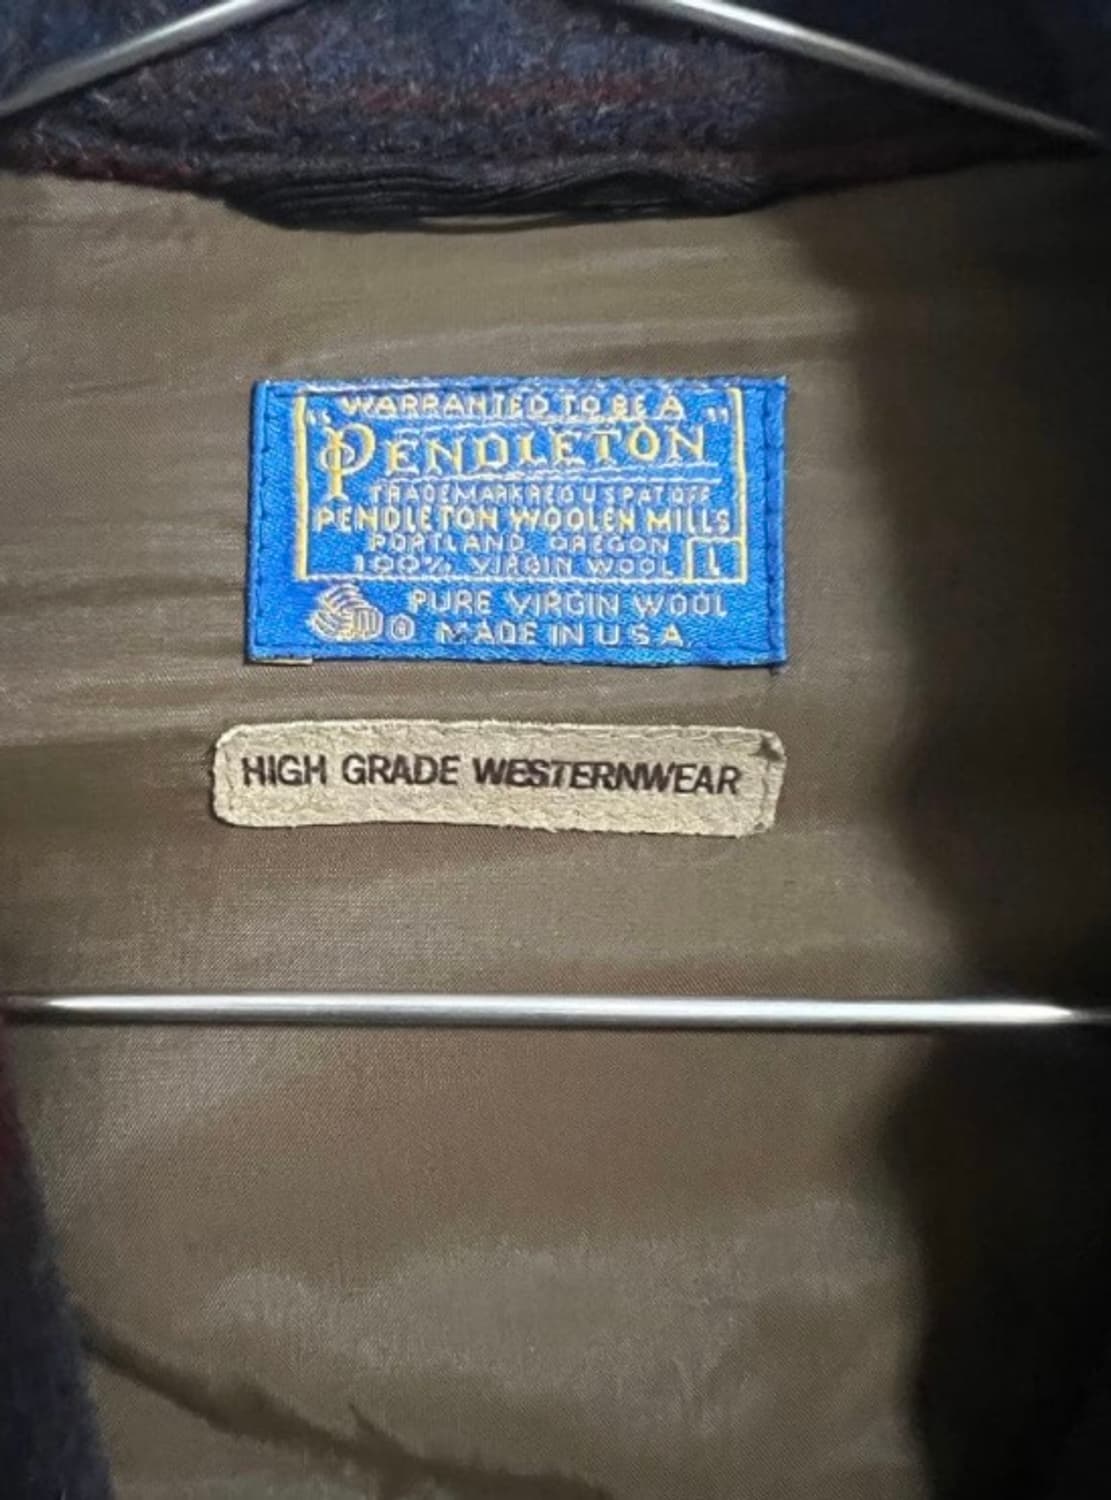 "WARRANTED TO BE A"
PENDLETON
TRADEMARK REG U S PAT OFF
PENDLETON WOOLEN MILLS
PORTLAND OREGON
100% VIRGIN WOOL L
PURE VIRGIN WOOL
® MADE IN U S A
HIGH GRADE WESTERNWEAR